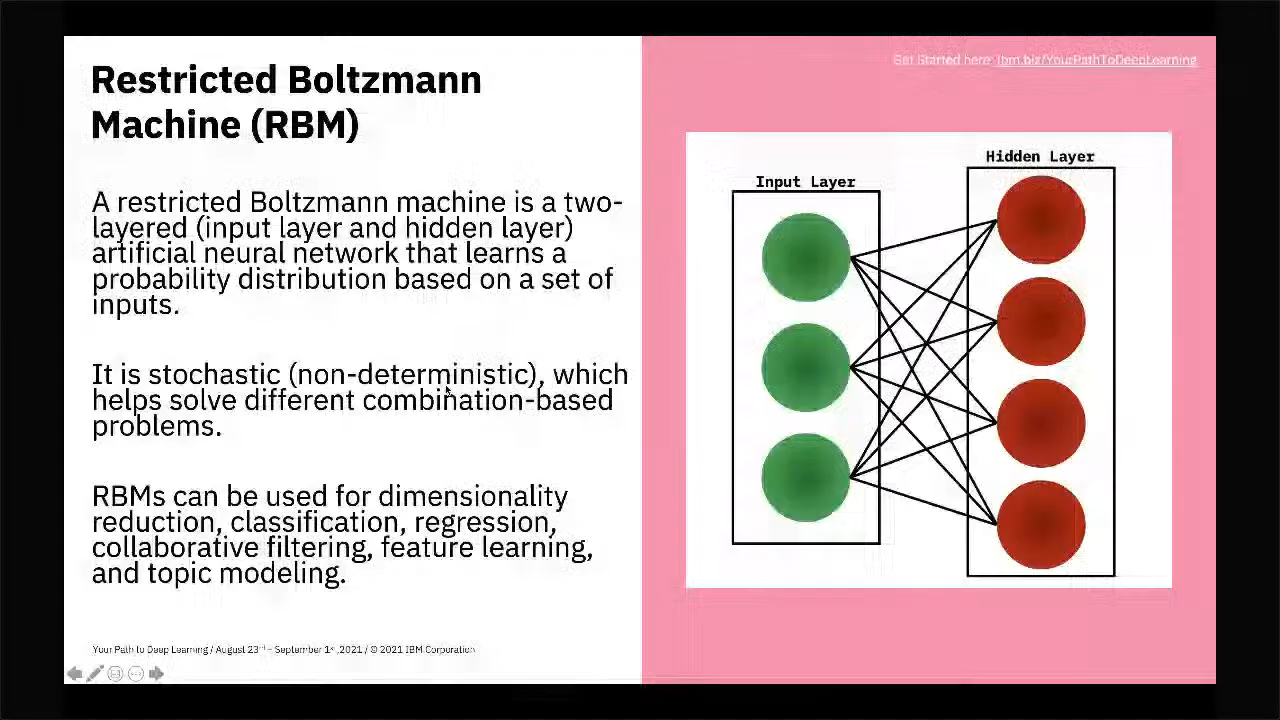 Restricted Boltzmann
Machine (RBM)
A restricted Boltzmann machine is a two-
layered (input layer and hidden layer)
artificial neural network that learns a
probability distribution based on a set of
inputs.
It is stochastic (non-deterministic), which
helps solve different combination-based
problems.
RBMs can be used for dimensionality
reduction, classification, regression,
collaborative filtering, feature learning,
and topic modeling.
Your Path to Deep Learning / August 23rd – September 1st ,2021 / © 2021 IBM Corporation
Get Started here: ibm.biz/YourPathToDeepLearning
Input Layer
Hidden Layer